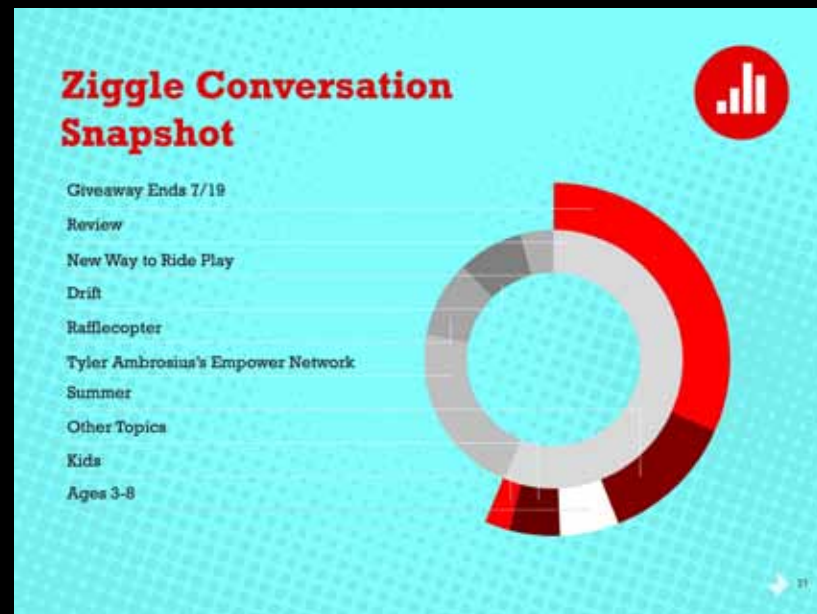 Ziggle Conversation
Snapshot
Giveaway Ends 7/19
Review
New Way to Ride Play
Drift
Rafflecopter
Tyler Ambrosius's Empower Network
Summer
Other Topics
Kids
Ages 3-8